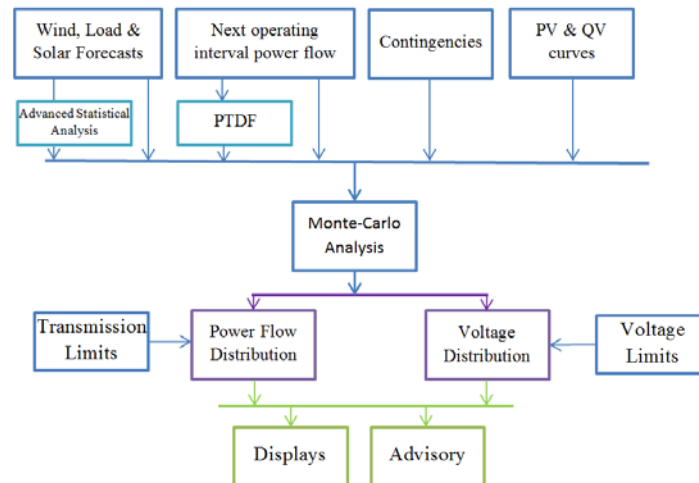 Wind, Load &
Solar Forecasts
Next operating
interval power flow
Contingencies
PV & QV
curves
Advanced Statistical
Analysis
PTDF
Monte-Carlo
Analysis
Transmission
Limits
Power Flow
Distribution
Voltage
Distribution
Voltage
Limits
Displays
Advisory